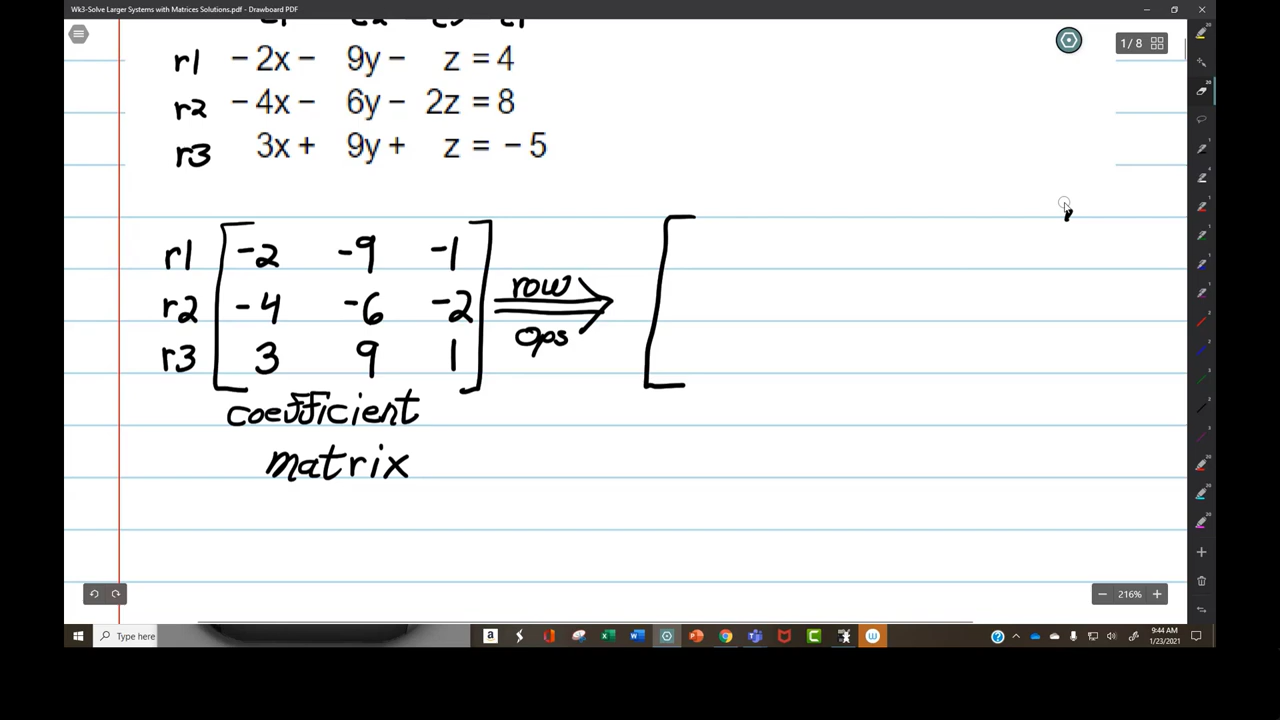 Wk3-Solve Larger Systems with Matrices Solutions.pdf - Drawboard PDF
1 / 8
r1 - 2x - 9y - z = 4
r2 - 4x - 6y - 2z = 8
r3 3x + 9y + z = - 5
r1 -2 -9 -1
r2 -4 -6 -2
r3 3 9 1
row
ops
coefficient
matrix
216%
Type here
9:44 AM
1/23/2021